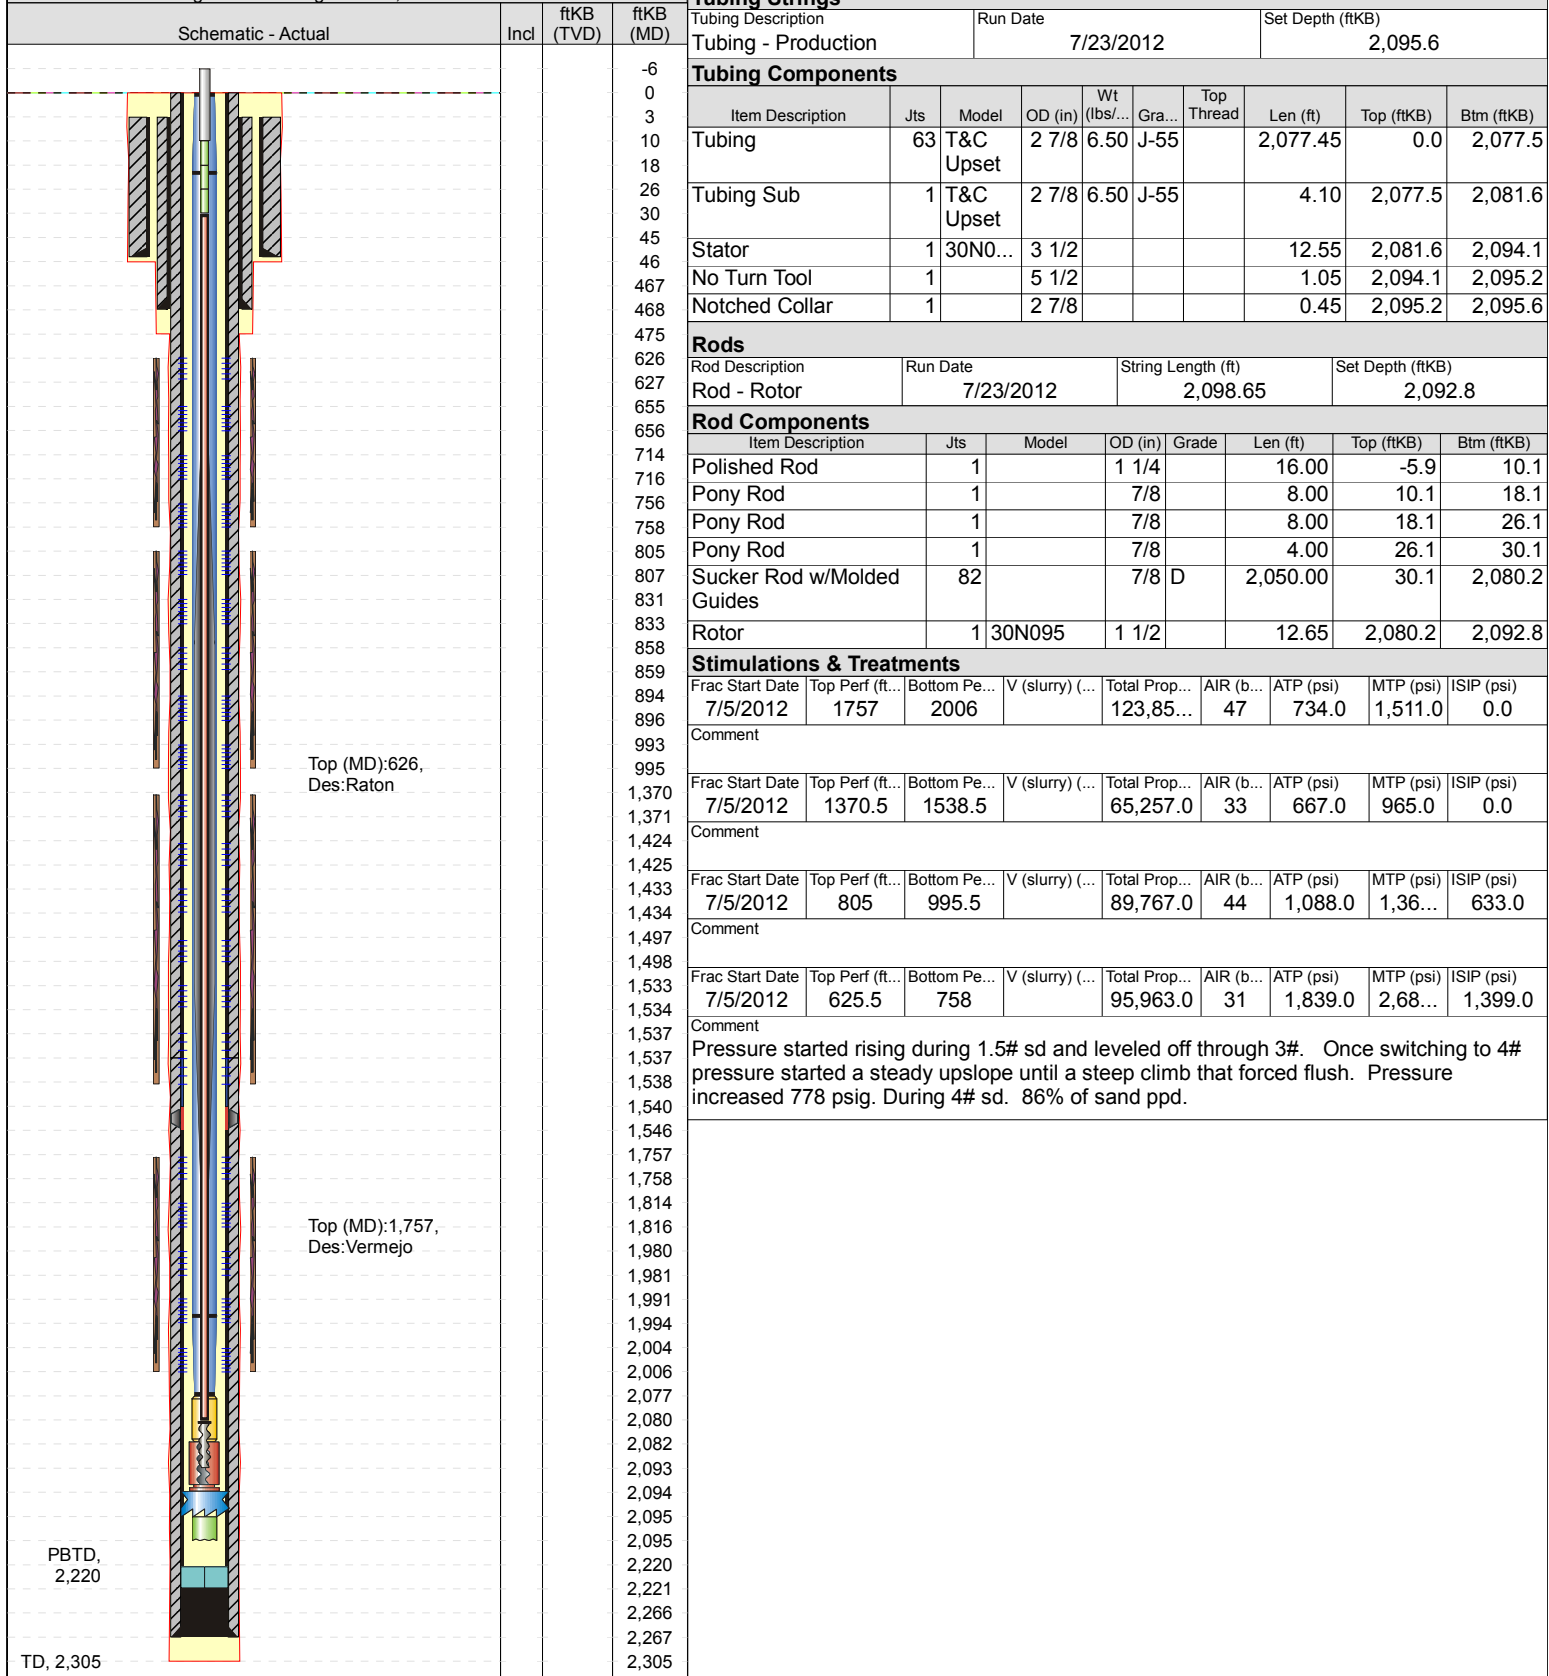 Tubing Strings
Schematic - Actual Incl ftKB (TVD) ftKB (MD)
-6
0
3
10
18
26
30
45
46
467
468
475
626
627
655
656
714
716
756
758
805
807
831
833
858
859
894
896
993
995
1,370
1,371
1,424
1,425
1,433
1,434
1,497
1,498
1,533
1,534
1,537
1,537
1,538
1,540
1,546
1,757
1,758
1,814
1,816
1,980
1,981
1,991
1,994
2,004
2,006
2,077
2,080
2,082
2,093
2,094
2,095
2,095
2,220
2,221
2,266
2,267
2,305
Top (MD):626,
Des:Raton
Top (MD):1,757,
Des:Vermejo
PBTD,
2,220
TD, 2,305
Tubing Description Run Date Set Depth (ftKB)
Tubing - Production 7/23/2012 2,095.6
Tubing Components
Item Description Jts Model OD (in) Wt (lbs/... Gra... Top Thread Len (ft) Top (ftKB) Btm (ftKB)
Tubing 63 T&C Upset 2 7/8 6.50 J-55 2,077.45 0.0 2,077.5
Tubing Sub 1 T&C Upset 2 7/8 6.50 J-55 4.10 2,077.5 2,081.6
Stator 1 30N0... 3 1/2 12.55 2,081.6 2,094.1
No Turn Tool 1 5 1/2 1.05 2,094.1 2,095.2
Notched Collar 1 2 7/8 0.45 2,095.2 2,095.6
Rods
Rod Description Run Date String Length (ft) Set Depth (ftKB)
Rod - Rotor 7/23/2012 2,098.65 2,092.8
Rod Components
Item Description Jts Model OD (in) Grade Len (ft) Top (ftKB) Btm (ftKB)
Polished Rod 1 1 1/4 16.00 -5.9 10.1
Pony Rod 1 7/8 8.00 10.1 18.1
Pony Rod 1 7/8 8.00 18.1 26.1
Pony Rod 1 7/8 4.00 26.1 30.1
Sucker Rod w/Molded Guides 82 7/8 D 2,050.00 30.1 2,080.2
Rotor 1 30N095 1 1/2 12.65 2,080.2 2,092.8
Stimulations & Treatments
Frac Start Date Top Perf (ft... Bottom Pe... V (slurry) (... Total Prop... AIR (b... ATP (psi) MTP (psi) ISIP (psi)
7/5/2012 1757 2006 123,85... 47 734.0 1,511.0 0.0
Comment
Frac Start Date Top Perf (ft... Bottom Pe... V (slurry) (... Total Prop... AIR (b... ATP (psi) MTP (psi) ISIP (psi)
7/5/2012 1370.5 1538.5 65,257.0 33 667.0 965.0 0.0
Comment
Frac Start Date Top Perf (ft... Bottom Pe... V (slurry) (... Total Prop... AIR (b... ATP (psi) MTP (psi) ISIP (psi)
7/5/2012 805 995.5 89,767.0 44 1,088.0 1,36... 633.0
Comment
Frac Start Date Top Perf (ft... Bottom Pe... V (slurry) (... Total Prop... AIR (b... ATP (psi) MTP (psi) ISIP (psi)
7/5/2012 625.5 758 95,963.0 31 1,839.0 2,68... 1,399.0
Comment
Pressure started rising during 1.5# sd and leveled off through 3#. Once switching to 4#
pressure started a steady upslope until a steep climb that forced flush. Pressure
increased 778 psig. During 4# sd. 86% of sand ppd.